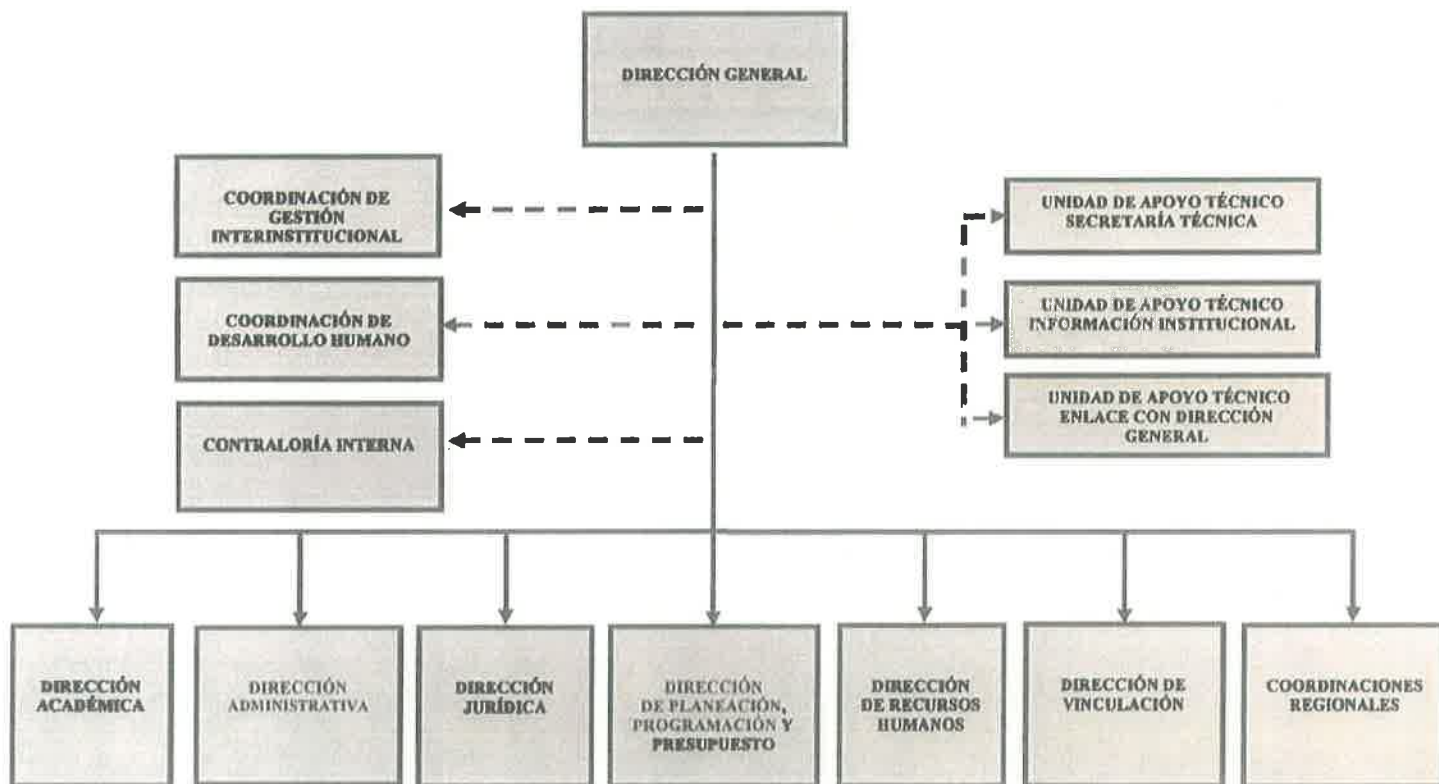 DIRECCIÓN GENERAL
COORDINACIÓN DE
GESTIÓN
INTERINSTITUCIONAL
UNIDAD DE APOYO TÉCNICO
SECRETARÍA TÉCNICA
COORDINACIÓN DE
DESARROLLO HUMANO
UNIDAD DE APOYO TÉCNICO
INFORMACIÓN INSTITUCIONAL
CONTRALORÍA INTERNA
UNIDAD DE APOYO TÉCNICO
ENLACE CON DIRECCIÓN
GENERAL
DIRECCIÓN
ACADÉMICA
DIRECCIÓN
ADMINISTRATIVA
DIRECCIÓN
JURÍDICA
DIRECCIÓN
DE PLANEACIÓN,
PROGRAMACIÓN Y
PRESUPUESTO
DIRECCIÓN
DE RECURSOS
HUMANOS
DIRECCIÓN DE
VINCULACIÓN
COORDINACIONES
REGIONALES